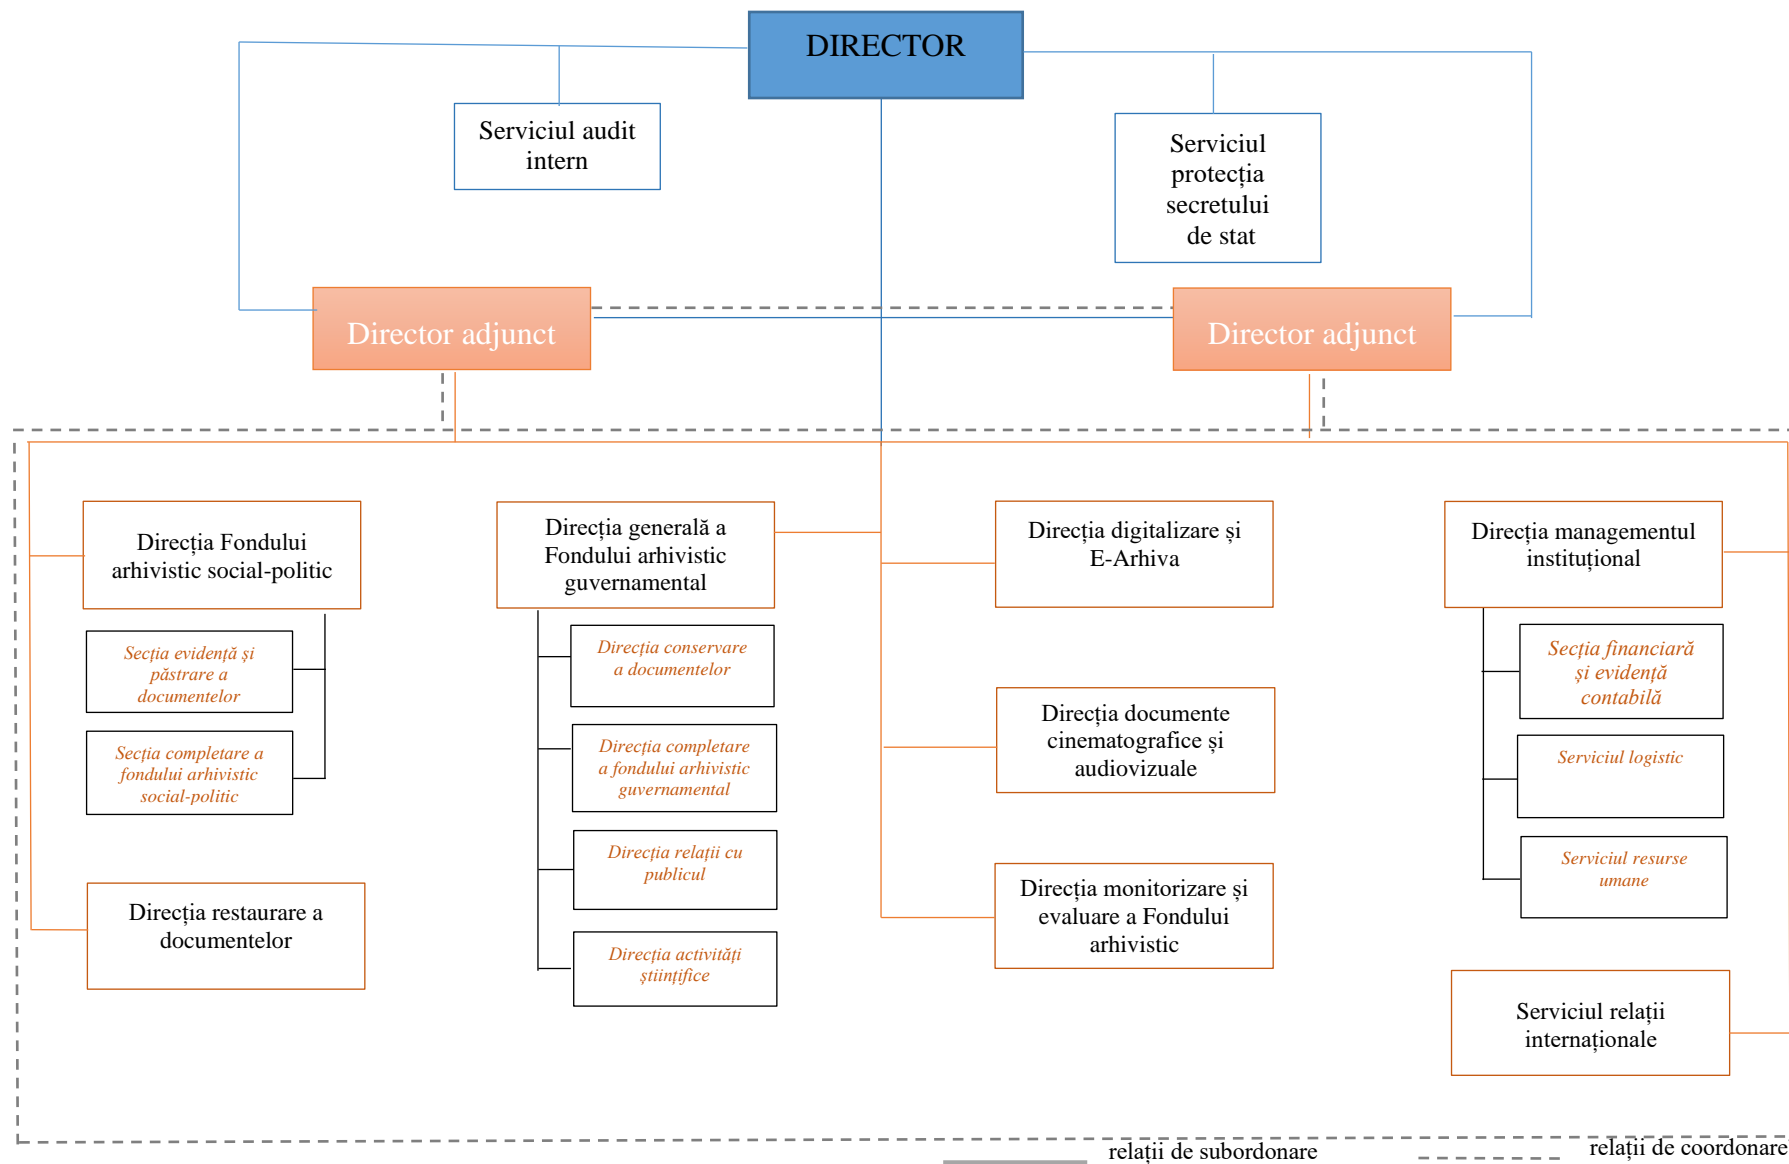 DIRECTOR
Serviciul audit
intern
Serviciul
protecția
secretului
de stat
Director adjunct
Director adjunct
Direcția Fondului
arhivistic social-politic
Secția evidență și
păstrare a
documentelor
Secția completare a
fondului arhivistic
social-politic
Direcția restaurare a
documentelor
Direcția generală a
Fondului arhivistic
guvernamental
Direcția conservare
a documentelor
Direcția completare
a fondului arhivistic
guvernamental
Direcția relații cu
publicul
Direcția activități
științifice
Direcția digitalizare și
E-Arhiva
Direcția documente
cinematografice și
audiovizuale
Direcția monitorizare și
evaluare a Fondului
arhivistic
Direcția managementul
instituțional
Secția financiară
și evidență
contabilă
Serviciul logistic
Serviciul resurse
umane
Serviciul relații
internaționale
relații de subordonare
relații de coordonare